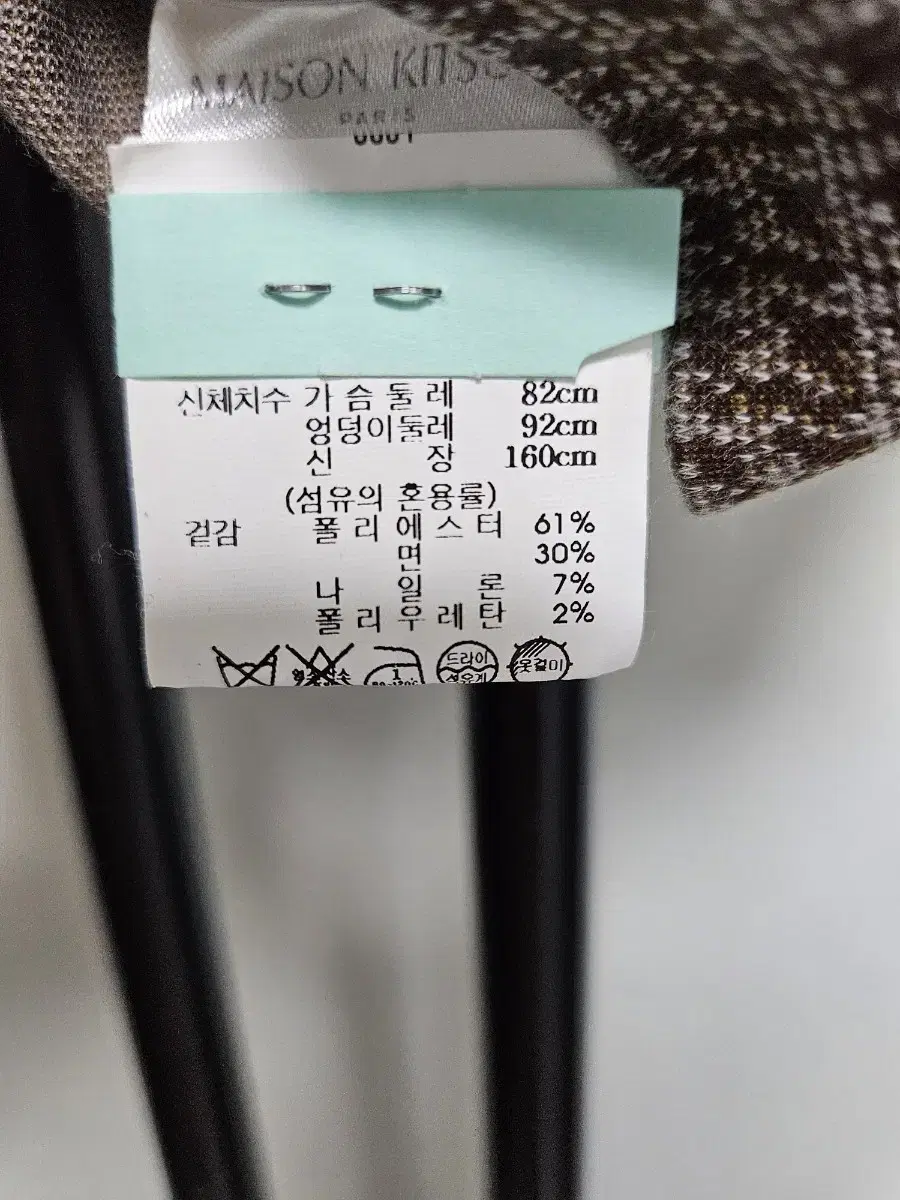 MAISON KITSU
PARIS
신체치수 가 슴 둘 레 82cm
엉덩이둘레 92cm
신 장 160cm
(섬유의 혼용률)
겉감 폴 리 에 스 터 61%
면 30%
나 일 론 7%
폴 리 우 레 탄 2%
드라이
옷걸이